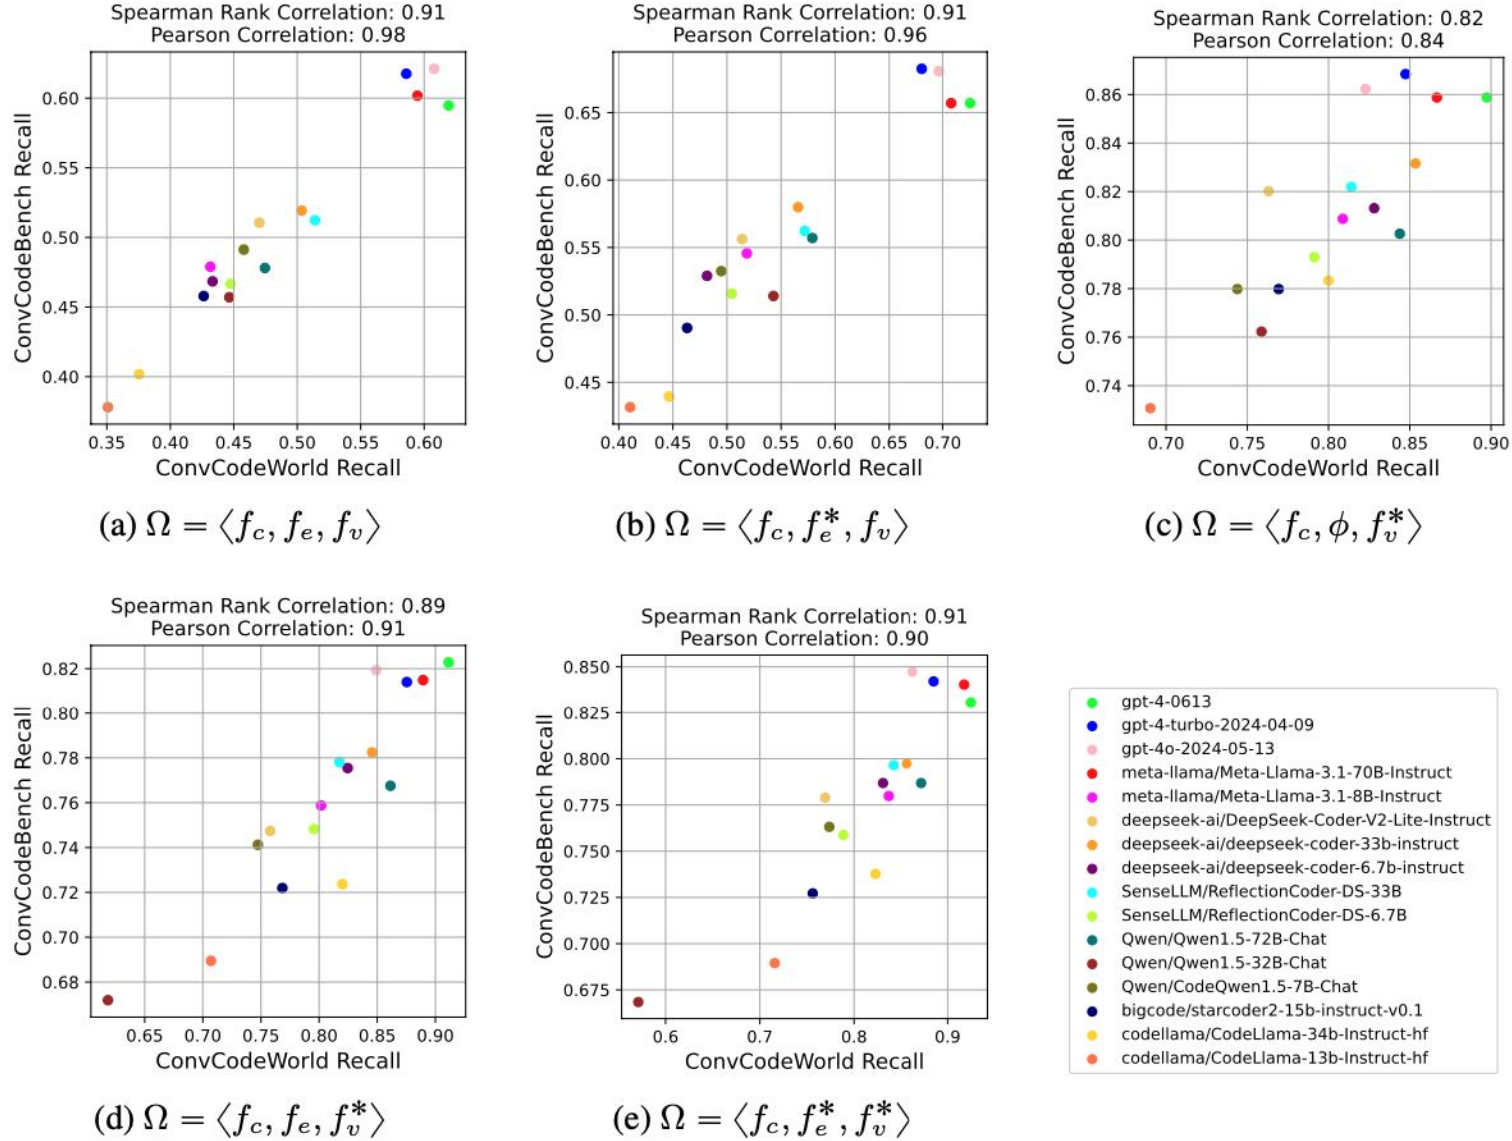 Spearman Rank Correlation: 0.91
Pearson Correlation: 0.98
0.60
0.55
0.50
0.45
0.40
ConvCodeBench Recall
0.35 0.40 0.45 0.50 0.55 0.60
ConvCodeWorld Recall
(a) Ω = ⟨f_c, f_e, f_v⟩
Spearman Rank Correlation: 0.91
Pearson Correlation: 0.96
0.65
0.60
0.55
0.50
0.45
ConvCodeBench Recall
0.40 0.45 0.50 0.55 0.60 0.65 0.70
ConvCodeWorld Recall
(b) Ω = ⟨f_c, f_e^*, f_v⟩
Spearman Rank Correlation: 0.82
Pearson Correlation: 0.84
0.86
0.84
0.82
0.80
0.78
0.76
0.74
ConvCodeBench Recall
0.70 0.75 0.80 0.85 0.90
ConvCodeWorld Recall
(c) Ω = ⟨f_c, ϕ, f_v^*⟩
Spearman Rank Correlation: 0.89
Pearson Correlation: 0.91
0.82
0.80
0.78
0.76
0.74
0.72
0.70
0.68
ConvCodeBench Recall
0.65 0.70 0.75 0.80 0.85 0.90
ConvCodeWorld Recall
(d) Ω = ⟨f_c, f_e, f_v^*⟩
Spearman Rank Correlation: 0.91
Pearson Correlation: 0.90
0.850
0.825
0.800
0.775
0.750
0.725
0.700
0.675
ConvCodeBench Recall
0.6 0.7 0.8 0.9
ConvCodeWorld Recall
(e) Ω = ⟨f_c, f_e^*, f_v^*⟩
gpt-4-0613
gpt-4-turbo-2024-04-09
gpt-4o-2024-05-13
meta-llama/Meta-Llama-3.1-70B-Instruct
meta-llama/Meta-Llama-3.1-8B-Instruct
deepseek-ai/DeepSeek-Coder-V2-Lite-Instruct
deepseek-ai/deepseek-coder-33b-instruct
deepseek-ai/deepseek-coder-6.7b-instruct
SenseLLM/ReflectionCoder-DS-33B
SenseLLM/ReflectionCoder-DS-6.7B
Qwen/Qwen1.5-72B-Chat
Qwen/Qwen1.5-32B-Chat
Qwen/CodeQwen1.5-7B-Chat
bigcode/starcoder2-15b-instruct-v0.1
codellama/CodeLlama-34b-Instruct-hf
codellama/CodeLlama-13b-Instruct-hf